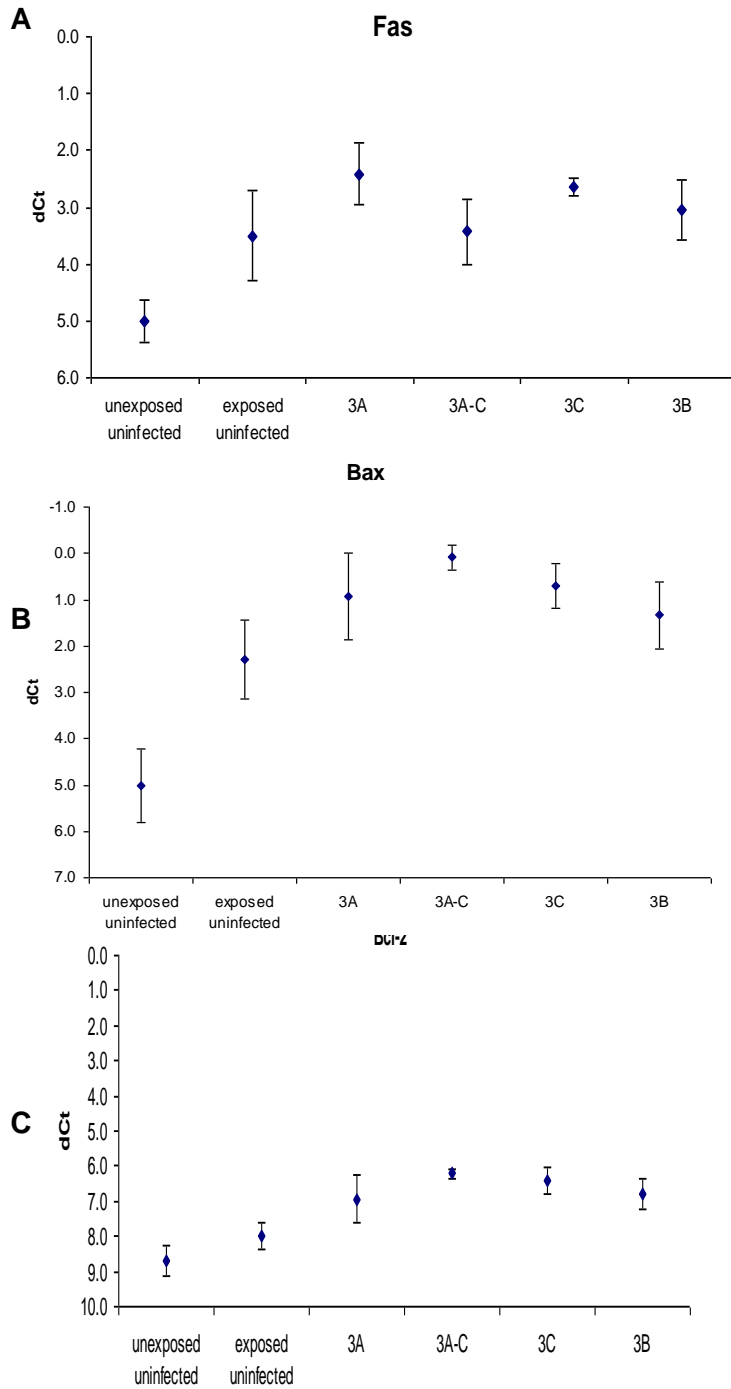 A
Fas
0.0
1.0
2.0
3.0
4.0
5.0
6.0
dCt
unexposed uninfected
exposed uninfected
3A
3A-C
3C
3B
Bax
B
-1.0
0.0
1.0
2.0
3.0
4.0
5.0
6.0
7.0
dCt
unexposed uninfected
exposed uninfected
3A
3A-C
3C
3B
Bcl-2
C
0.0
1.0
2.0
3.0
4.0
5.0
6.0
7.0
8.0
9.0
10.0
dCt
unexposed uninfected
exposed uninfected
3A
3A-C
3C
3B